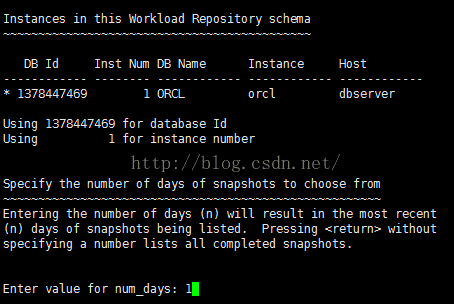 Instances in this Workload Repository schema
~~~~~~~~~~~~~~~~~~~~~~~~~~~~~~~~~~~~~~~~~~~~
DB Id Inst Num DB Name Instance Host
------------ -------- ------------ ------------ ------------
* 1378447469 1 ORCL orcl dbserver
Using 1378447469 for database Id
Using 1 for instance number
http://blog.csdn.net/
Specify the number of days of snapshots to choose from
~~~~~~~~~~~~~~~~~~~~~~~~~~~~~~~~~~~~~~~~~~~~~~~~~~~~~~
Entering the number of days (n) will result in the most recent
(n) days of snapshots being listed. Pressing <return> without
specifying a number lists all completed snapshots.
Enter value for num_days: 1